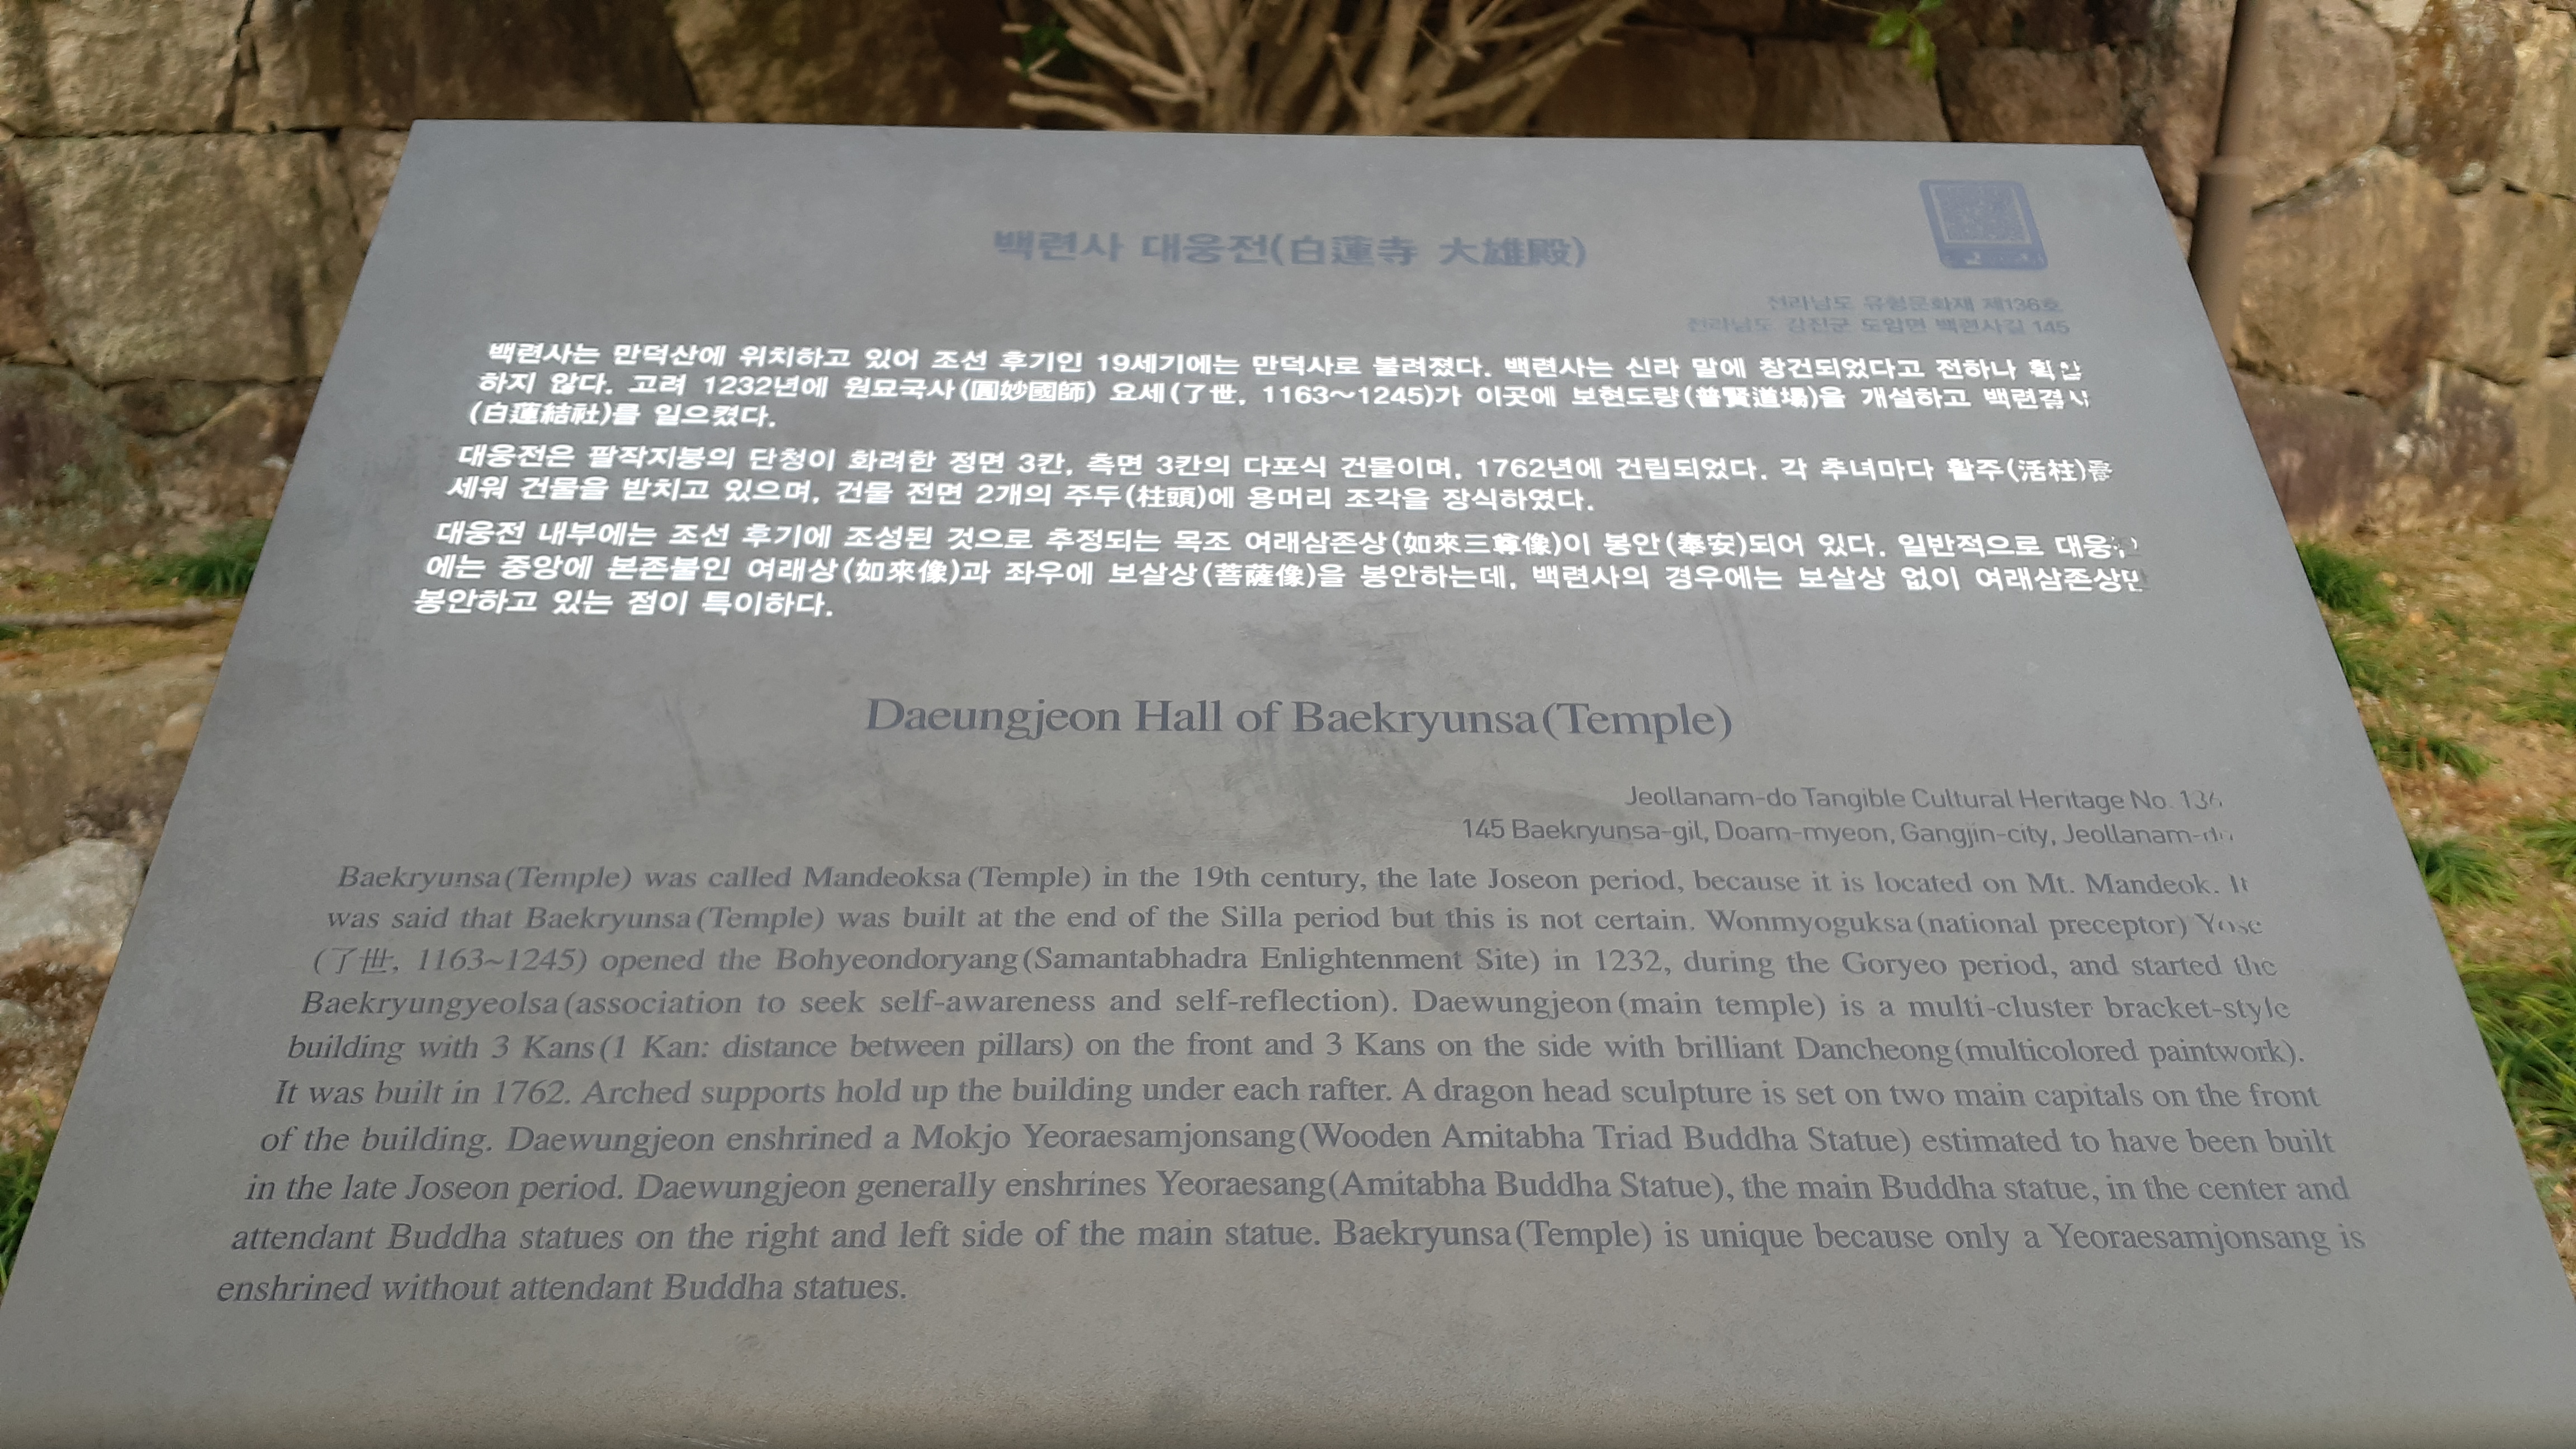 백련사 대웅전(白蓮寺 大雄殿)
전라남도 유형문화재 제136호
전라남도 강진군 도암면 백련사길 145
백련사는 만덕산에 위치하고 있어 조선 후기인 19세기에는 만덕사로 불려졌다. 백련사는 신라 말에 창건되었다고 전하나
하지 않다. 고려 1232년에 원묘국사(圓妙國師) 요세(了世, 1163~1245)가 이곳에 보현도량(普賢道場)을 개설하고 백련결사
(白蓮結社)를 일으켰다.
대웅전은 팔작지붕의 단청이 화려한 정면 3칸, 측면 3칸의 다포식 건물이며, 1762년에 건립되었다. 각 추녀마다 활주(活柱)를
세워 건물을 받치고 있으며, 건물 전면 2개의 주두(柱頭)에 용머리 조각을 장식하였다.
대웅전 내부에는 조선 후기에 조성된 것으로 추정되는 목조 여래삼존상(如來三尊像)이 봉안(奉安)되어 있다. 일반적으로 대웅전
에는 중앙에 본존불인 여래상(如來像)과 좌우에 보살상(菩薩像)을 봉안하는데, 백련사의 경우에는 보살상 없이 여래삼존상만
봉안하고 있는 점이 특이하다.
Daeungjeon Hall of Baekryunsa(Temple)
Jeollanam-do Tangible Cultural Heritage No. 136
145 Baekryunsa-gil, Doam-myeon, Gangjin-city, Jeollanam-do
Baekryunsa(Temple) was called Mandeoksa(Temple) in the 19th century, the late Joseon period, because it is located on Mt. Mandeok. It
was said that Baekryunsa(Temple) was built at the end of the Silla period but this is not certain. Wonmyoguksa(national preceptor) Yose
(了世, 1163~1245) opened the Bohyeondoryang(Samantabhadra Enlightenment Site) in 1232, during the Goryeo period, and started the
Baekryungyeolsa(association to seek self-awareness and self-reflection). Daewungjeon(main temple) is a multi-cluster bracket-style
building with 3 Kans(1 Kan: distance between pillars) on the front and 3 Kans on the side with brilliant Dancheong(multicolored paintwork).
It was built in 1762. Arched supports hold up the building under each rafter. A dragon head sculpture is set on two main capitals on the front
of the building. Daewungjeon enshrined a Mokjo Yeoraesamjonsang(Wooden Amitabha Triad Buddha Statue) estimated to have been built
in the late Joseon period. Daewungjeon generally enshrines Yeoraesang(Amitabha Buddha Statue), the main Buddha statue, in the center and
attendant Buddha statues on the right and left side of the main statue. Baekryunsa(Temple) is unique because only a Yeoraesamjonsang is
enshrined without attendant Buddha statues.